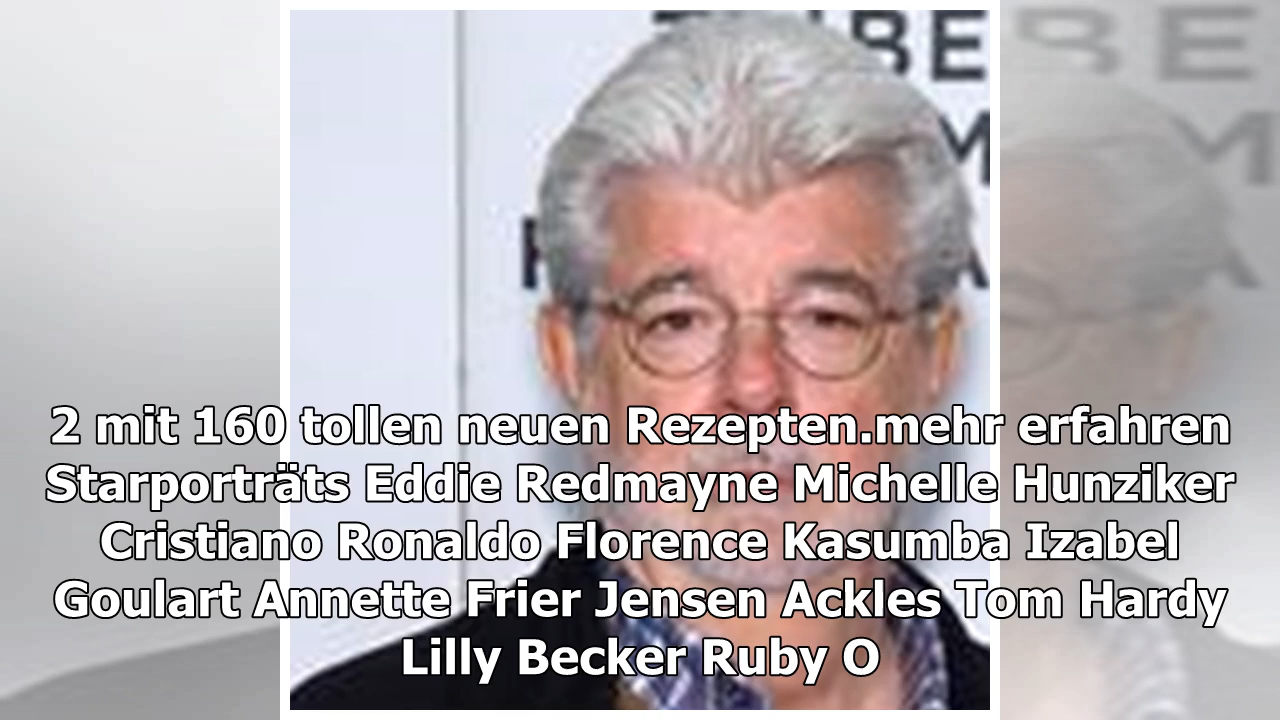 BE
M
2 mit 160 tollen neuen Rezepten.mehr erfahren
Starporträts Eddie Redmayne Michelle Hunziker
Cristiano Ronaldo Florence Kasumba Izabel
Goulart Annette Frier Jensen Ackles Tom Hardy
Lilly Becker Ruby O